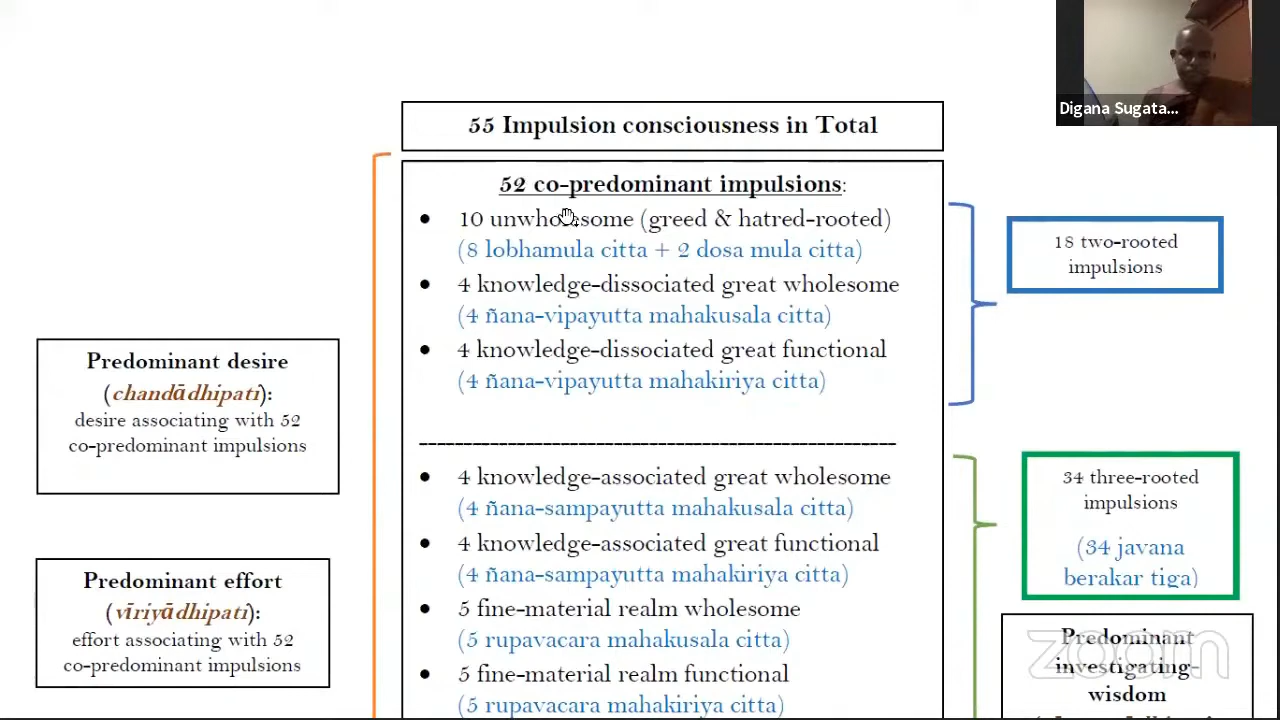 Digana Sugata...
55 Impulsion consciousness in Total
52 co-predominant impulsions:
• 10 unwholesome (greed & hatred-rooted)
(8 lobhamula citta + 2 dosa mula citta)
• 4 knowledge-dissociated great wholesome
(4 ñana-vipayutta mahakusala citta)
• 4 knowledge-dissociated great functional
(4 ñana-vipayutta mahakiriya citta)
18 two-rooted
impulsions
Predominant desire
(chandādhipati):
desire associating with 52
co-predominant impulsions
• 4 knowledge-associated great wholesome
(4 ñana-sampayutta mahakusala citta)
• 4 knowledge-associated great functional
(4 ñana-sampayutta mahakiriya citta)
• 5 fine-material realm wholesome
(5 rupavacara mahakusala citta)
• 5 fine-material realm functional
(5 rupavacara mahakiriya citta)
34 three-rooted
impulsions
(34 javana
berakar tiga)
Predominant effort
(vīriyādhipati):
effort associating with 52
co-predominant impulsions
Predominant
investigating-
wisdom
zoom